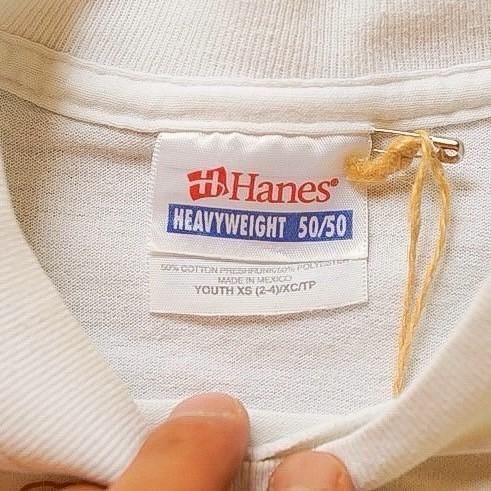 Hanes®
HEAVYWEIGHT 50/50
50% COTTON PRESHRUNK/50% POLYESTER
MADE IN MEXICO
YOUTH XS (2-4)/XC/TP